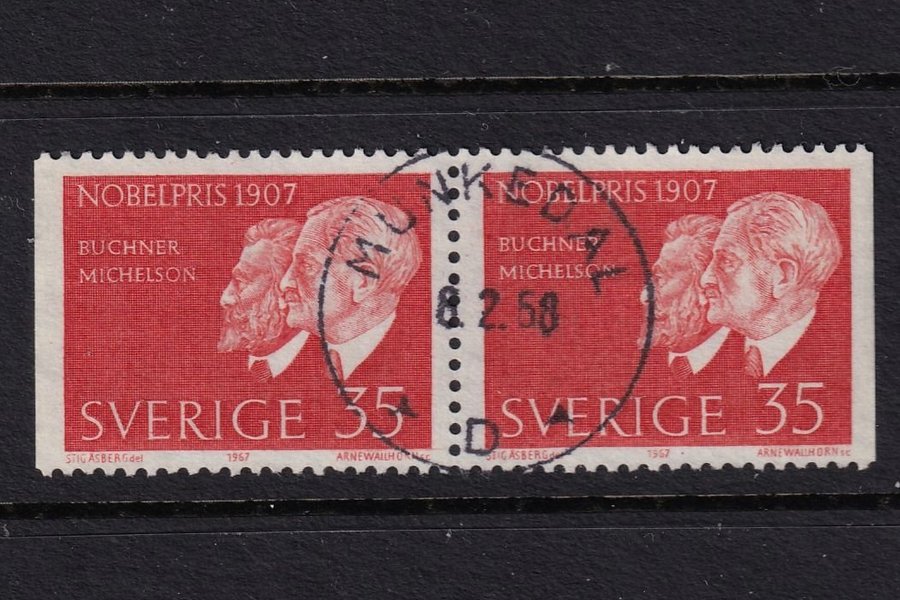 NOBELPRIS 1907
BUCHNER
MICHELSON
SVERIGE 35
STIG ÅSBERG del 1967 ARNE WALLHORN sc
NOBELPRIS 1907
BUCHNER
MICHELSON
SVERIGE 35
STIG ÅSBERG del 1967 ARNE WALLHORN sc
MUNKEDAL
8.2.68
D